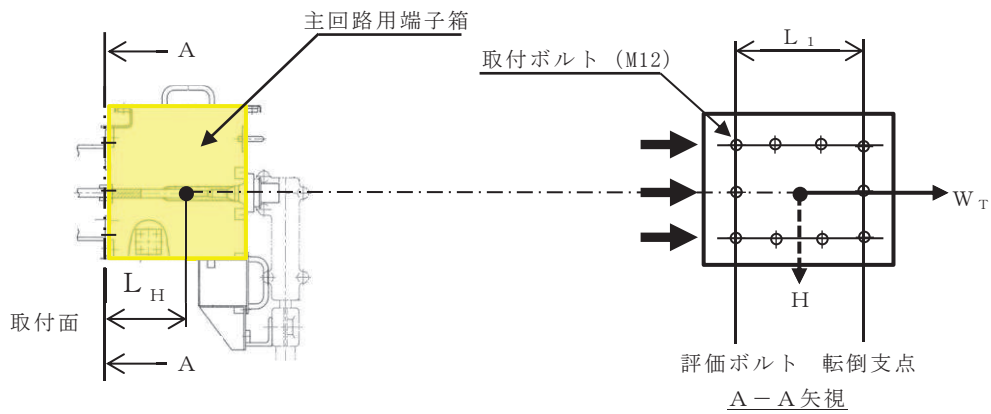 主回路用端子箱
A
L 1
取付ボルト (M12)
W T
L H
H
取付面
A
評価ボルト 転倒支点
A－A矢視